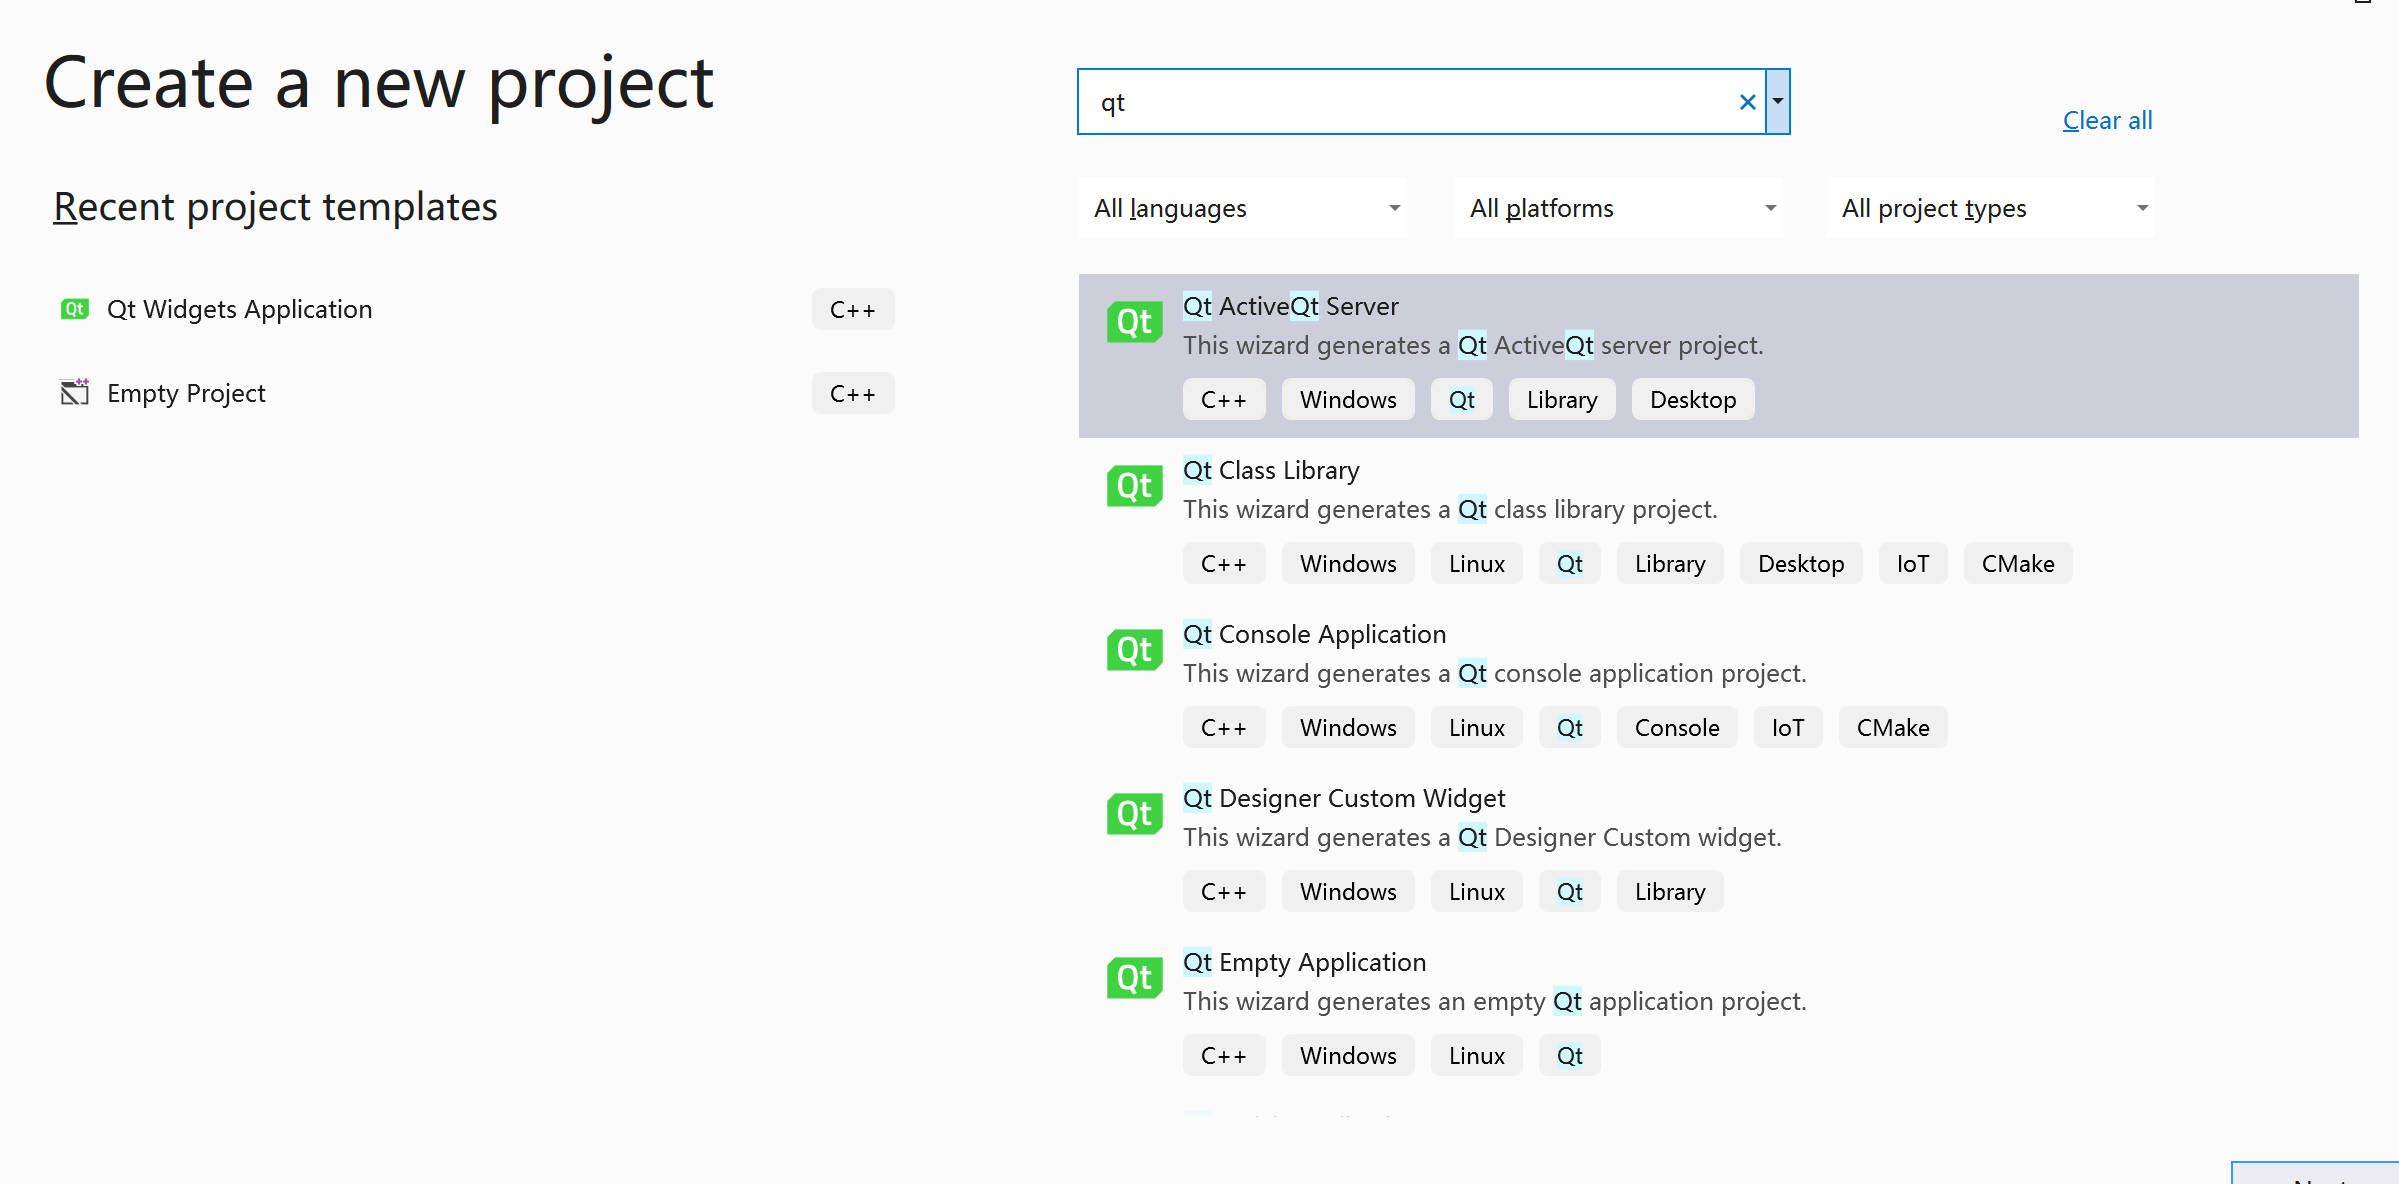 Create a new project
qt
Clear all
Recent project templates
All languages
All platforms
All project types
Qt Qt Widgets Application C++
Empty Project C++
Qt Qt ActiveQt Server
This wizard generates a Qt ActiveQt server project.
C++ Windows Qt Library Desktop
Qt Qt Class Library
This wizard generates a Qt class library project.
C++ Windows Linux Qt Library Desktop IoT CMake
Qt Qt Console Application
This wizard generates a Qt console application project.
C++ Windows Linux Qt Console IoT CMake
Qt Qt Designer Custom Widget
This wizard generates a Qt Designer Custom widget.
C++ Windows Linux Qt Library
Qt Qt Empty Application
This wizard generates an empty Qt application project.
C++ Windows Linux Qt